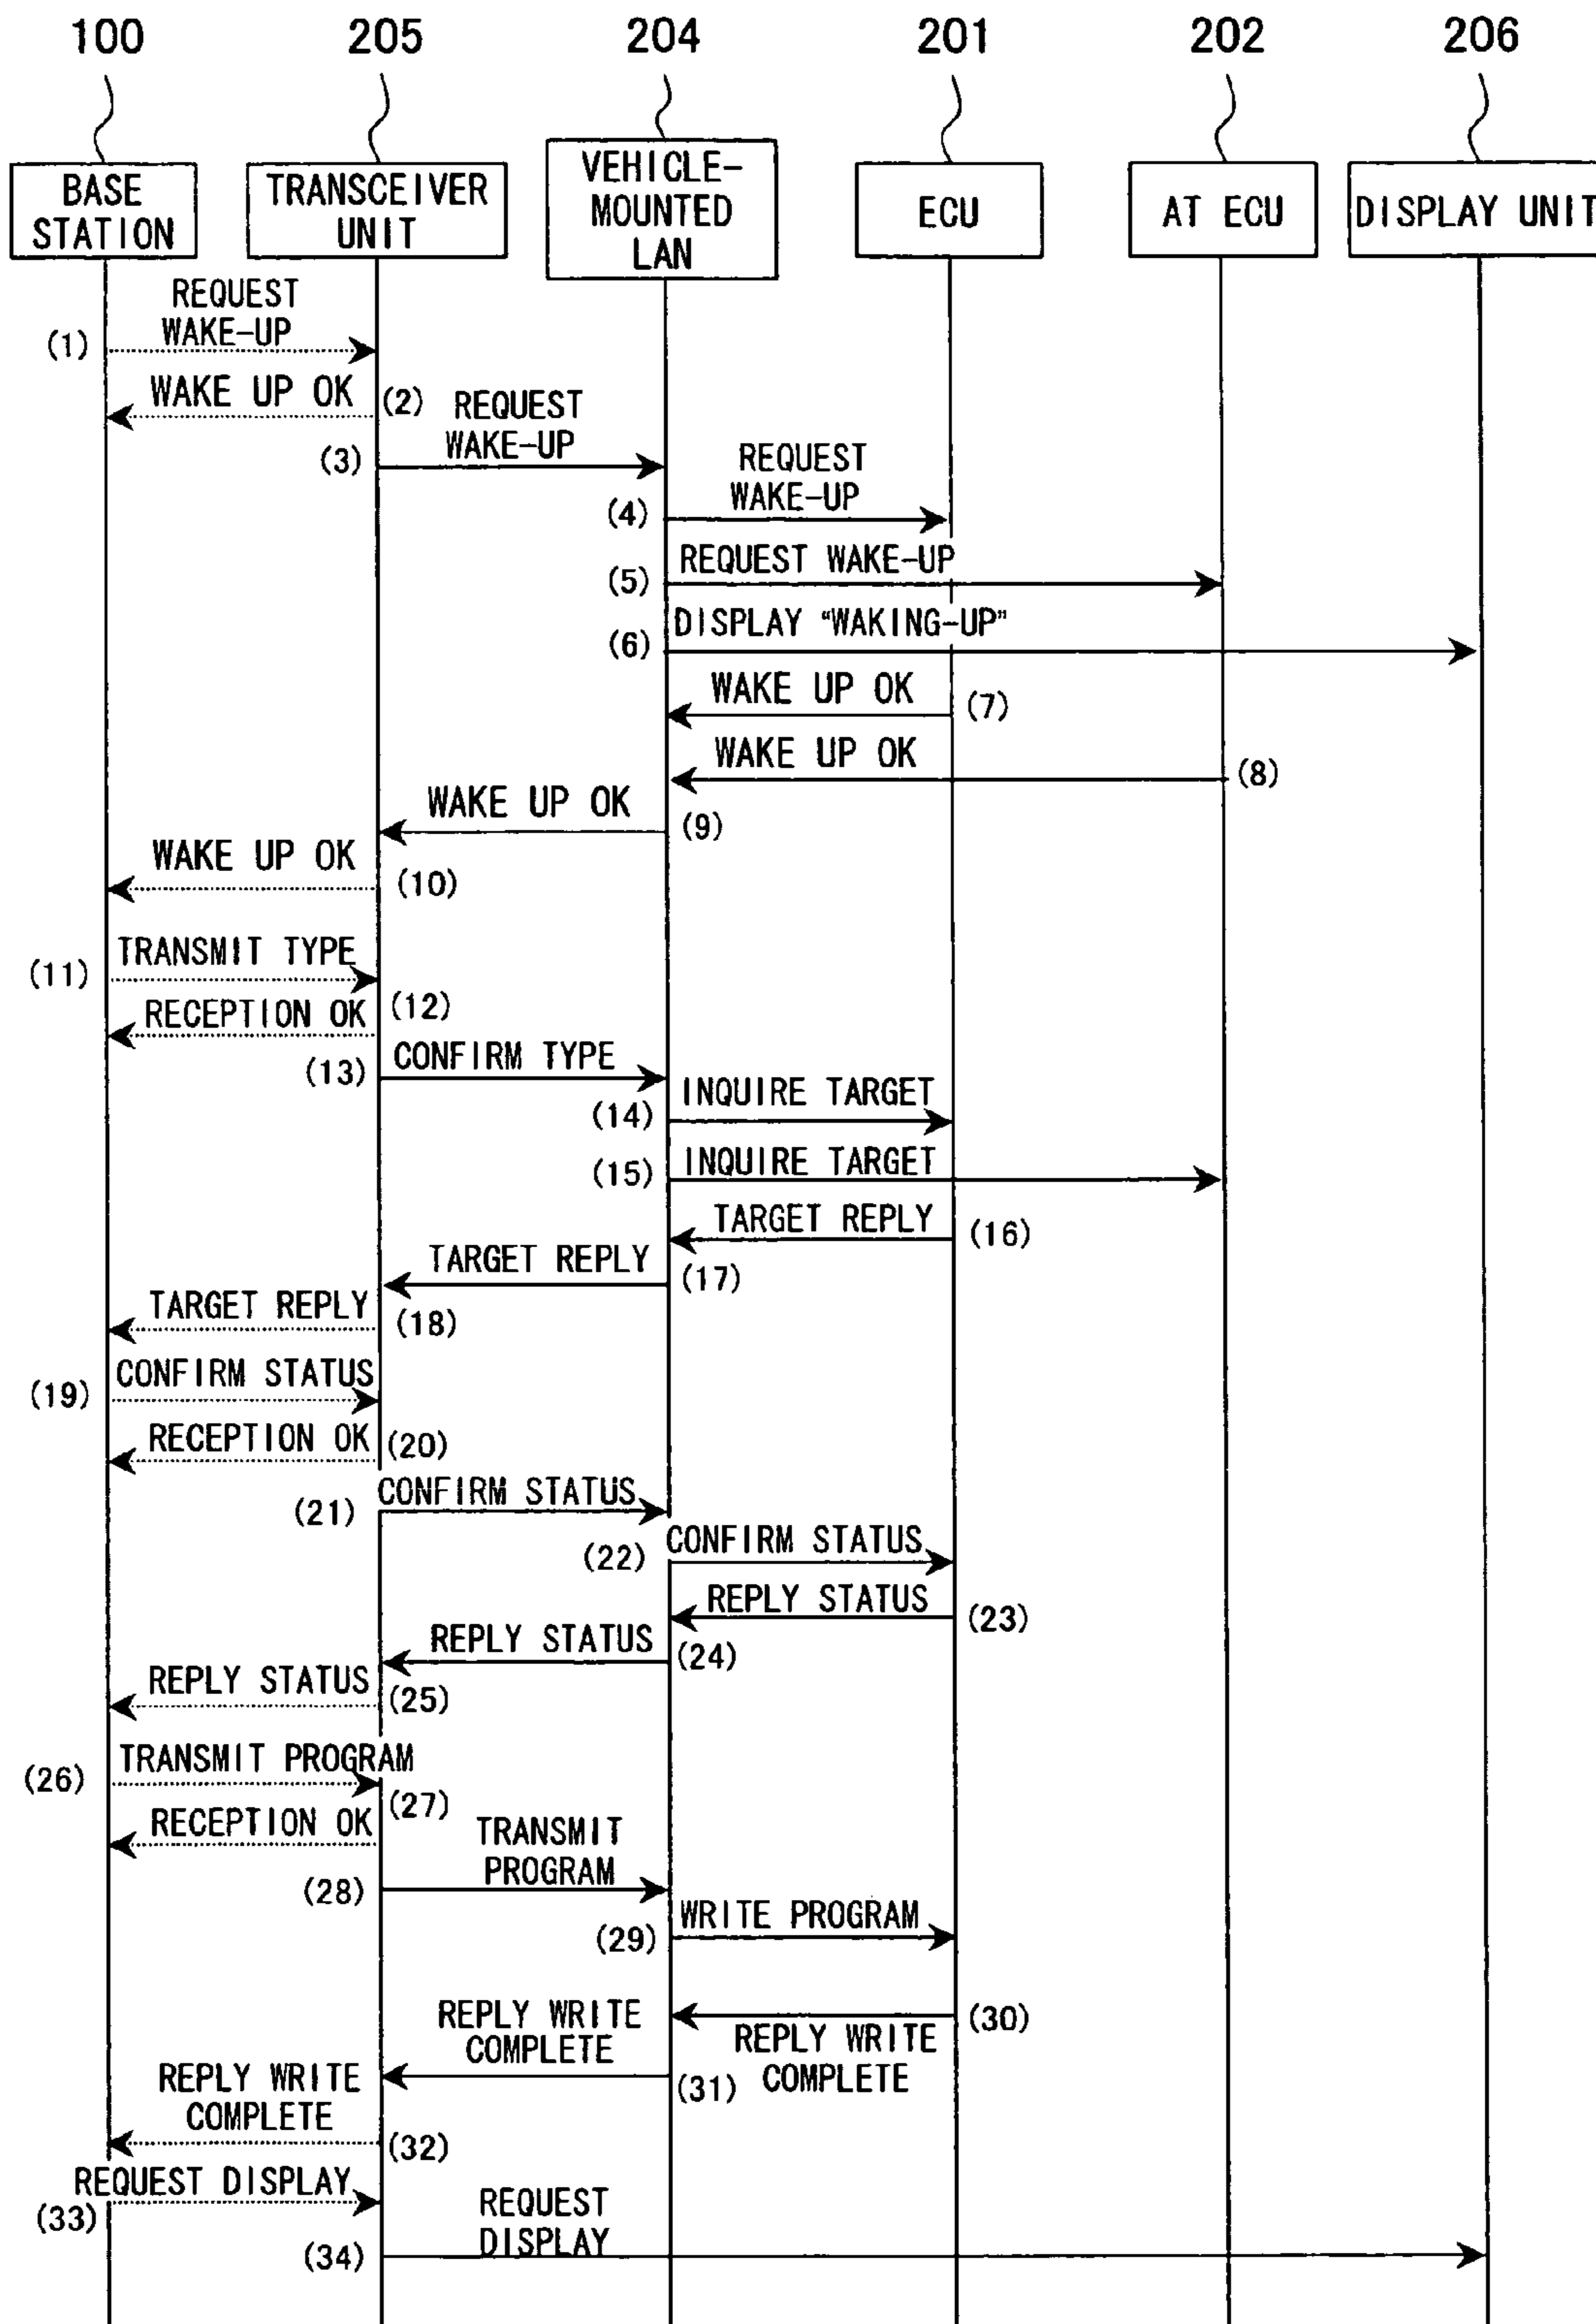 100 205 204 201 202 206
BASE
STATION
TRANSCEIVER
UNIT
VEHICLE-
MOUNTED
LAN
ECU
AT ECU
DISPLAY UNIT
REQUEST
WAKE-UP
(1)
WAKE UP OK
(2)
REQUEST
WAKE-UP
(3)
REQUEST
WAKE-UP
(4)
REQUEST WAKE-UP
(5)
DISPLAY “WAKING-UP”
(6)
WAKE UP OK
(7)
WAKE UP OK
(8)
WAKE UP OK
(9)
WAKE UP OK
(10)
TRANSMIT TYPE
(11)
RECEPTION OK
(12)
CONFIRM TYPE
(13)
INQUIRE TARGET
(14)
INQUIRE TARGET
(15)
TARGET REPLY
(16)
TARGET REPLY
(17)
TARGET REPLY
(18)
CONFIRM STATUS
(19)
RECEPTION OK
(20)
CONFIRM STATUS
(21)
CONFIRM STATUS
(22)
REPLY STATUS
(23)
REPLY STATUS
(24)
REPLY STATUS
(25)
TRANSMIT PROGRAM
(26)
RECEPTION OK
(27)
TRANSMIT
PROGRAM
(28)
WRITE PROGRAM
(29)
(30)
REPLY WRITE
COMPLETE
REPLY WRITE
COMPLETE
(31)
REPLY WRITE
COMPLETE
(32)
REQUEST DISPLAY
(33)
REQUEST
DISPLAY
(34)